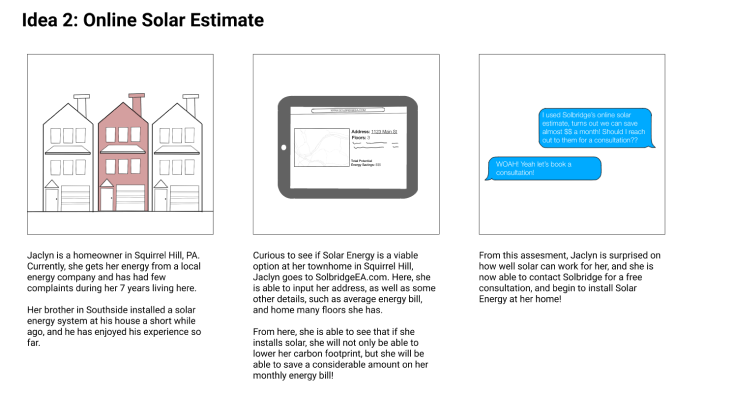 Idea 2: Online Solar Estimate
Address: 1123 Main St
Floors: 3
Total Potential
Energy Savings: $$$
I used Solbridge's online solar
estimate, turns out we can save
almost $$ a month! Should I reach
out to them for a consultation??
WOAH! Yeah let's book a
consultation!
Jaclyn is a homeowner in Squirrel Hill, PA.
Currently, she gets her energy from a local
energy company and has had few
complaints during her 7 years living here.
Her brother in Southside installed a solar
energy system at his house a short while
ago, and he has enjoyed his experience so
far.
Curious to see if Solar Energy is a viable
option at her townhome in Squirrel Hill,
Jaclyn goes to SolbridgeEA.com. Here, she
is able to input her address, as well as some
other details, such as average energy bill,
and home many floors she has.
From here, she is able to see that if she
installs solar, she will not only be able to
lower her carbon footprint, but she will be
able to save a considerable amount on her
monthly energy bill!
From this assesment, Jaclyn is surprised on
how well solar can work for her, and she is
now able to contact Solbridge for a free
consultation, and begin to install Solar
Energy at her home!